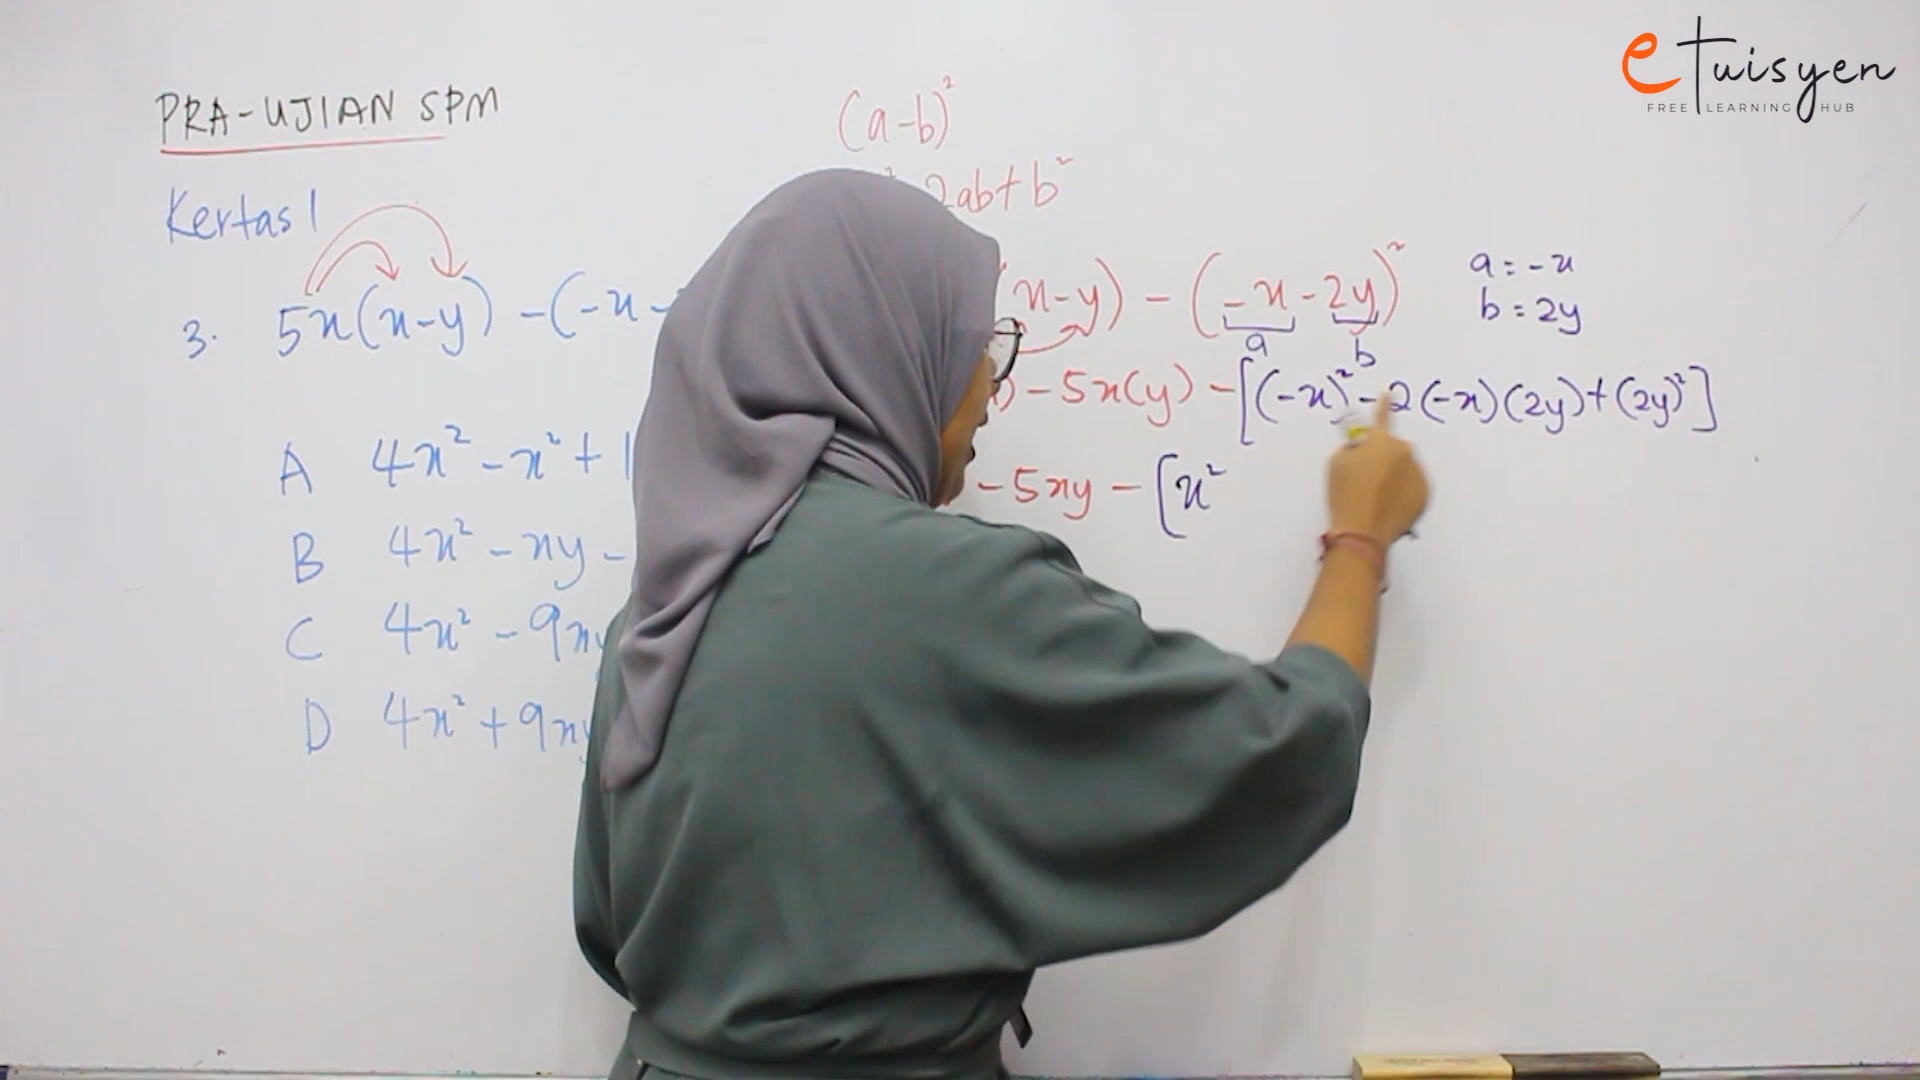 eTuisyen
FREE LEARNING HUB
PRA-UJIAN SPM
Kertas 1
(a-b)²
2ab+b²
3. 5x(x-y) -(-x-
x-y) - (-x-2y)²
a b
a = -x
b = 2y
- 5x(y) - [(-x)² - 2(-x)(2y) + (2y)²]
- 5xy - [x²
A 4x² - x² + 1
B 4x² - xy -
C 4x² - 9xy
D 4x² + 9xy